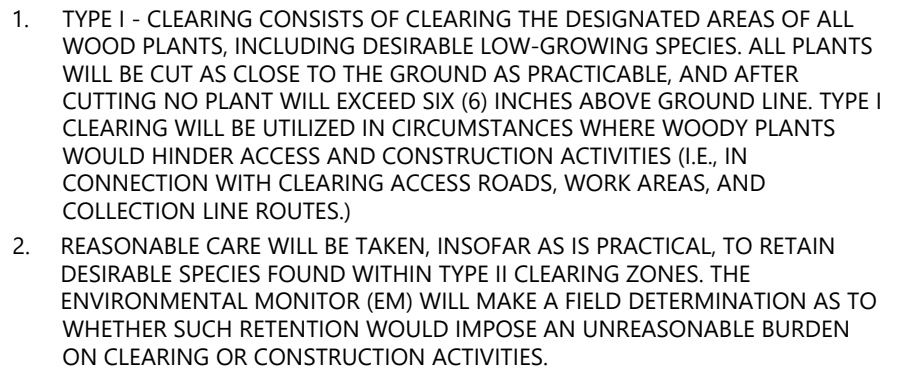 1. TYPE I - CLEARING CONSISTS OF CLEARING THE DESIGNATED AREAS OF ALL
WOOD PLANTS, INCLUDING DESIRABLE LOW-GROWING SPECIES. ALL PLANTS
WILL BE CUT AS CLOSE TO THE GROUND AS PRACTICABLE, AND AFTER
CUTTING NO PLANT WILL EXCEED SIX (6) INCHES ABOVE GROUND LINE. TYPE I
CLEARING WILL BE UTILIZED IN CIRCUMSTANCES WHERE WOODY PLANTS
WOULD HINDER ACCESS AND CONSTRUCTION ACTIVITIES (I.E., IN
CONNECTION WITH CLEARING ACCESS ROADS, WORK AREAS, AND
COLLECTION LINE ROUTES.)
2. REASONABLE CARE WILL BE TAKEN, INSOFAR AS IS PRACTICAL, TO RETAIN
DESIRABLE SPECIES FOUND WITHIN TYPE II CLEARING ZONES. THE
ENVIRONMENTAL MONITOR (EM) WILL MAKE A FIELD DETERMINATION AS TO
WHETHER SUCH RETENTION WOULD IMPOSE AN UNREASONABLE BURDEN
ON CLEARING OR CONSTRUCTION ACTIVITIES.